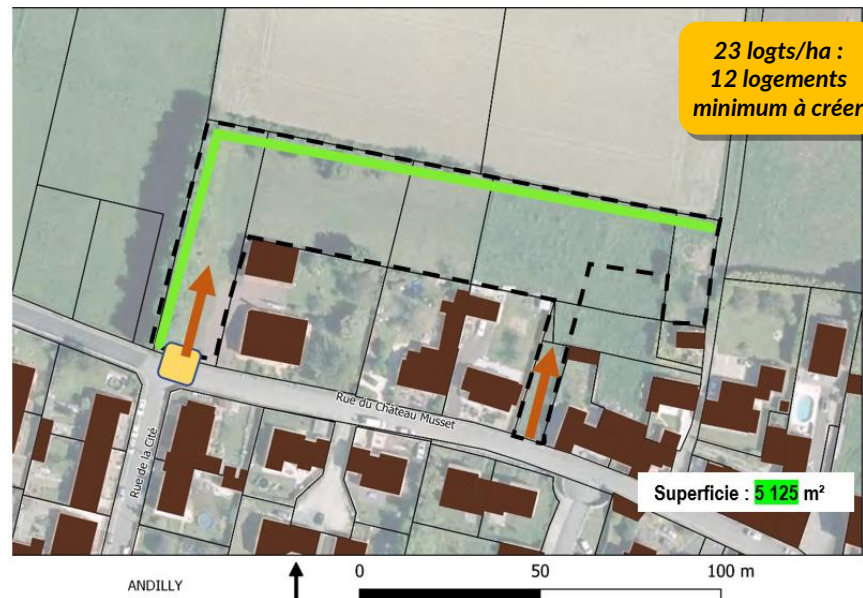 23 logts/ha :
12 logements
minimum à créer
Rue du Château Musset
Rue de la Cité
Superficie : 5 125 m²
ANDILLY
0 50 100 m